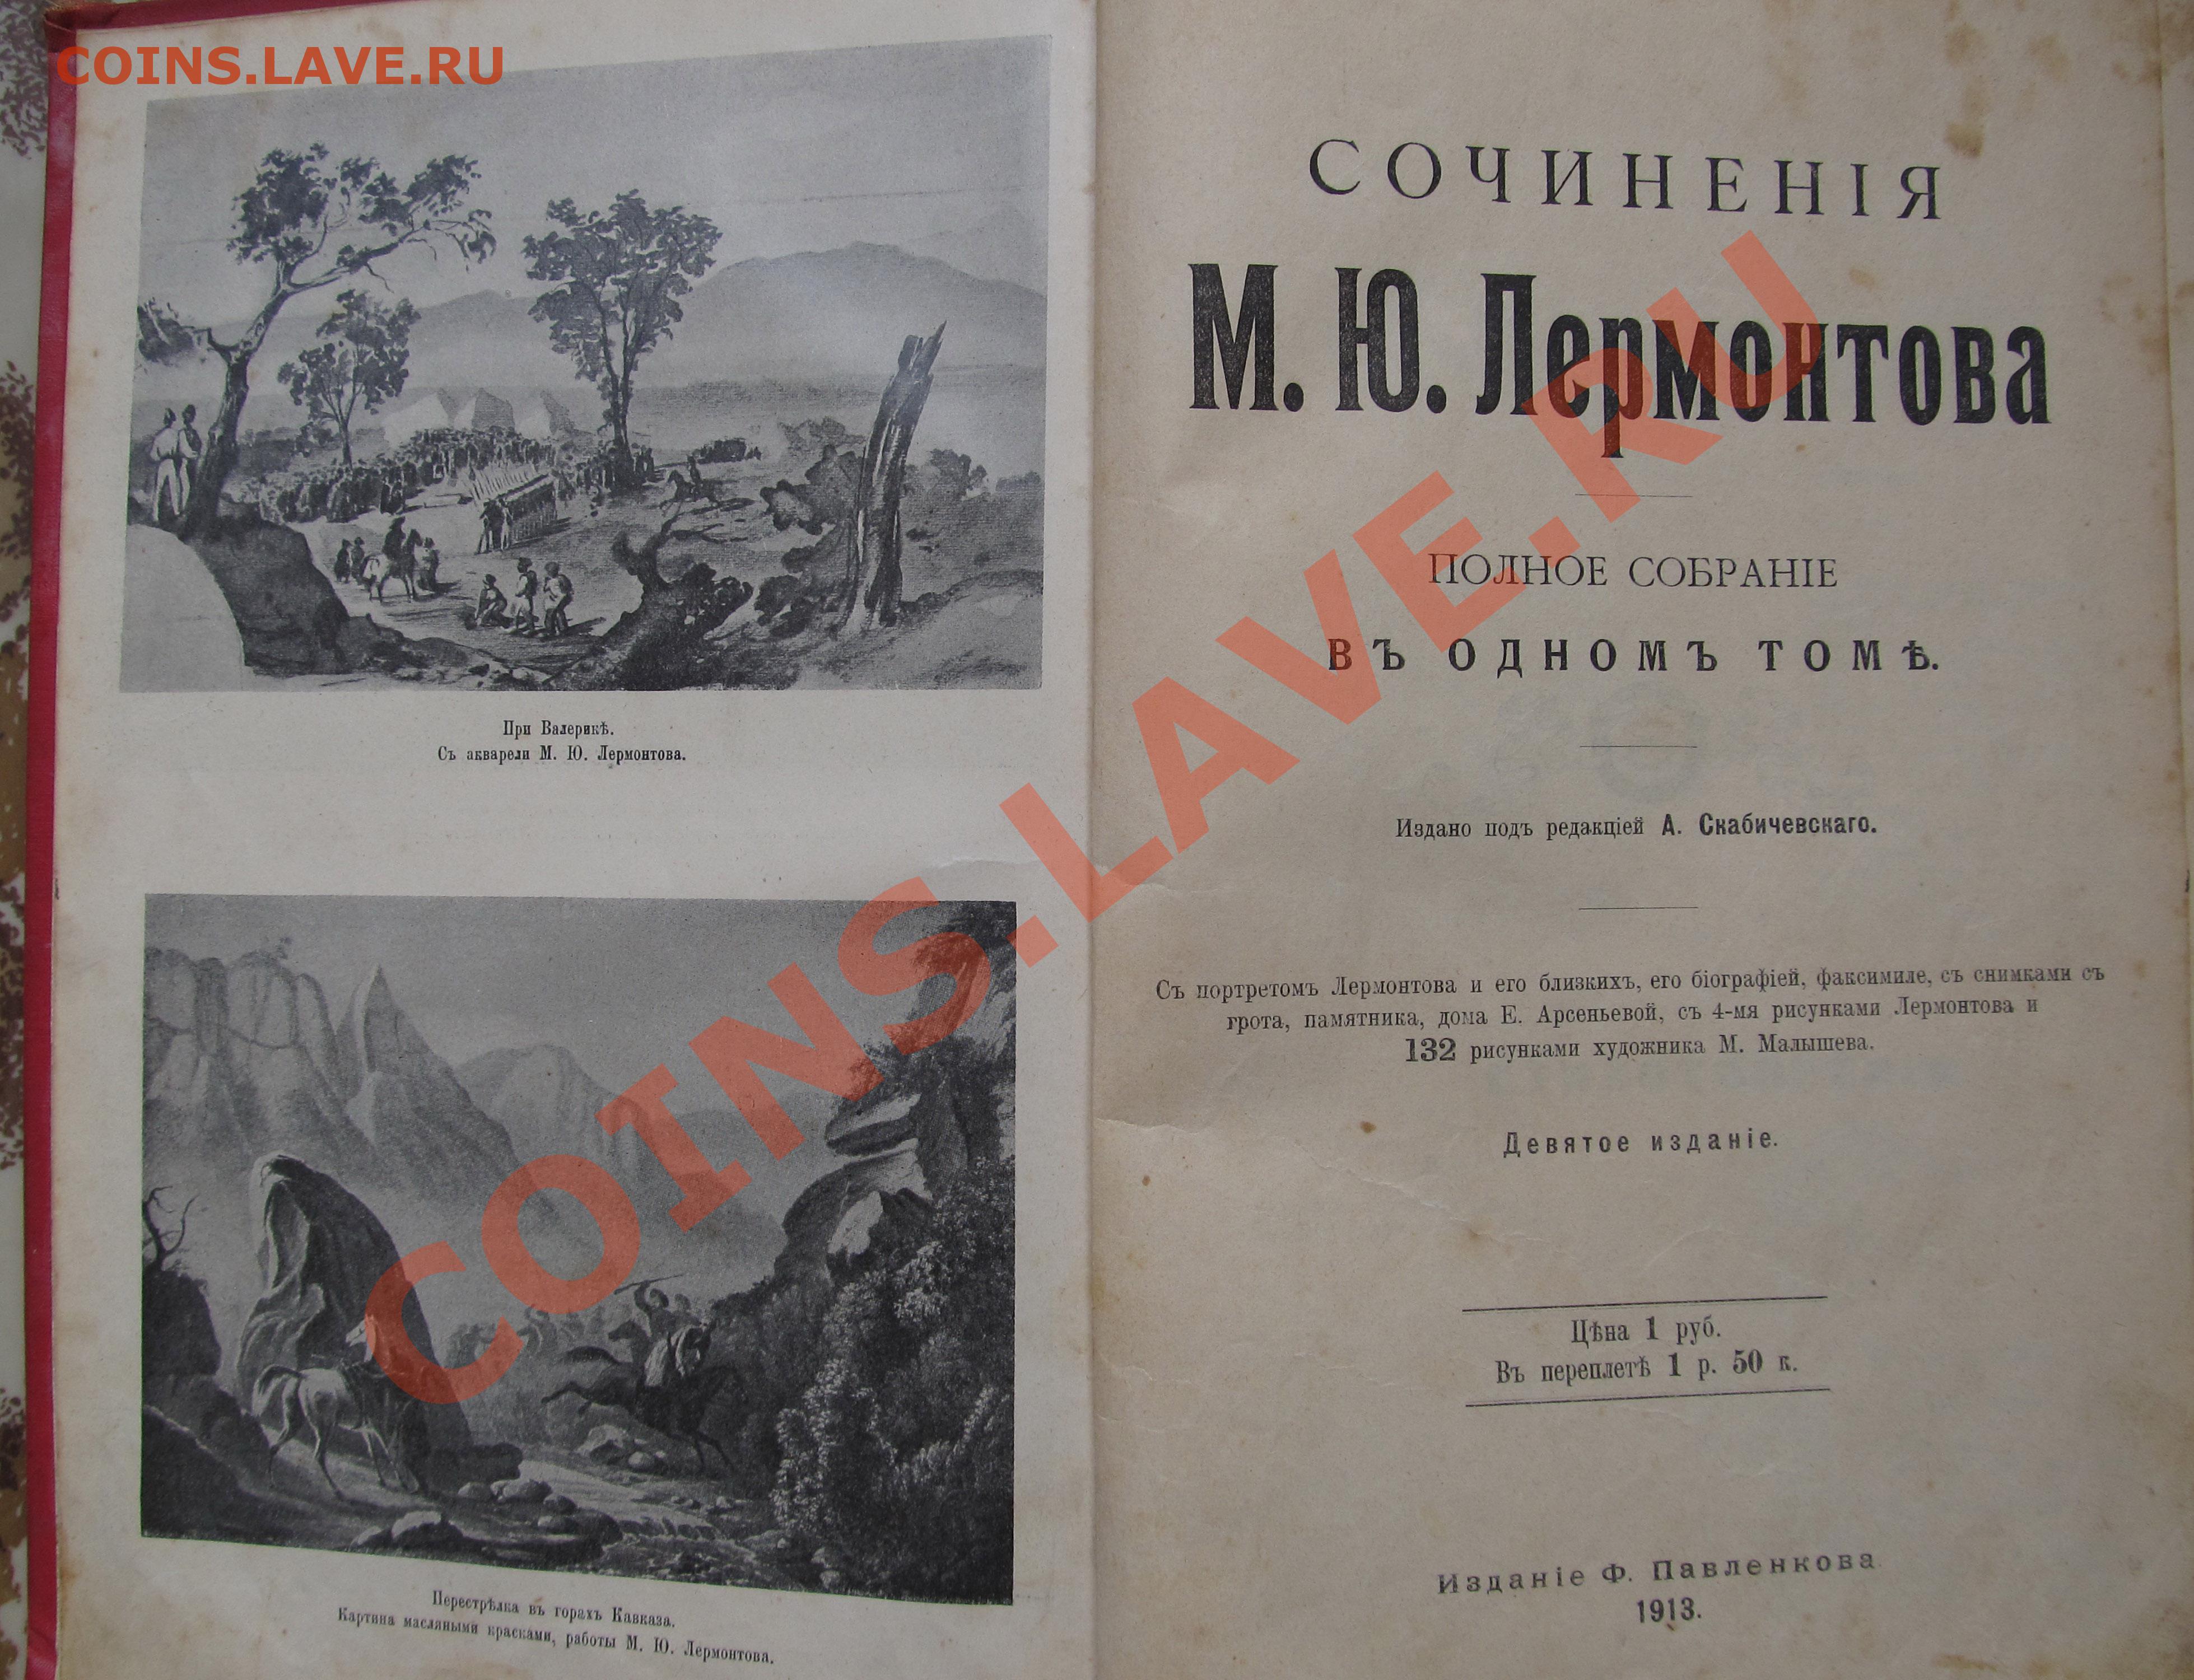 COINS.LAVE.RU
При Валерикѣ.
Съ акварели М. Ю. Лермонтова.
Перестрѣлка въ горахъ Кавказа.
Картина масляными красками, работы М. Ю. Лермонтова.
СОЧИНЕНІЯ
М. Ю. Лермонтова
ПОЛНОЕ СОБРАНІЕ
ВЪ ОДНОМЪ ТОМѢ.
Издано подъ редакціей А. Скабичевскаго.
Съ портретомъ Лермонтова и его близкихъ, его біографіей, факсимиле, съ снимками съ
грота, памятника, дома Е. Арсеньевой, съ 4-мя рисунками Лермонтова и
132 рисунками художника М. Малышева.
Девятое изданіе.
Цѣна 1 руб.
Въ переплетѣ 1 р. 50 к.
Изданіе Ф. Павленкова
1913.
COINS.LAVE.RU